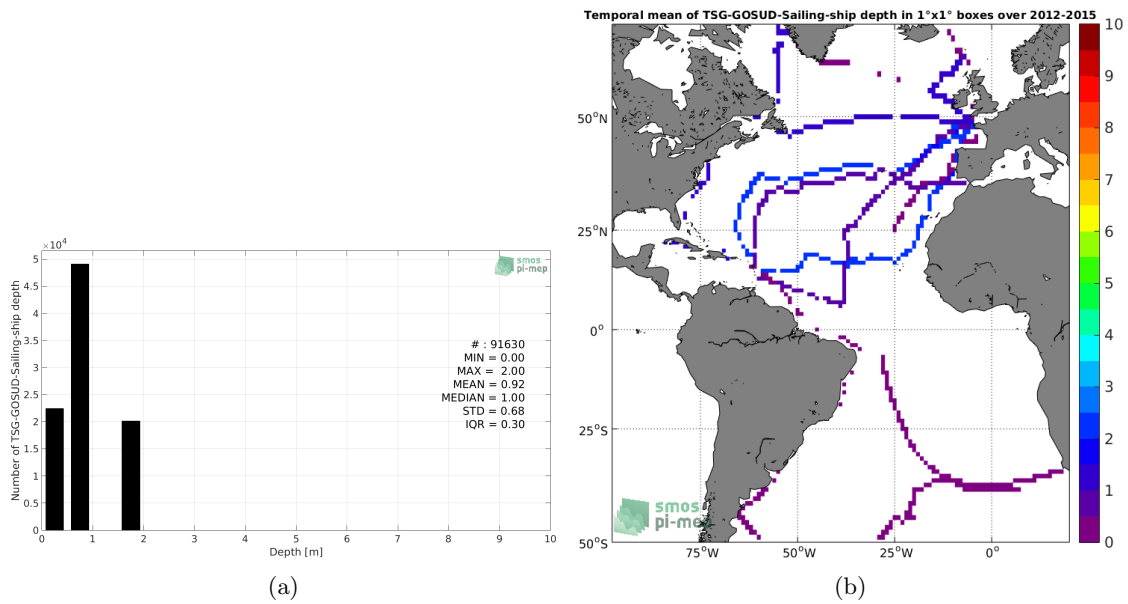 ×10⁴
5
4.5
4
3.5
3
2.5
2
1.5
1
0.5
0
Number of TSG-GOSUD-Sailing-ship depth
smos
pi-mep
# : 91630
MIN = 0.00
MAX = 2.00
MEAN = 0.92
MEDIAN = 1.00
STD = 0.68
IQR = 0.30
0 1 2 3 4 5 6 7 8 9 10
Depth [m]
(a)
Temporal mean of TSG-GOSUD-Sailing-ship depth in 1°x1° boxes over 2012-2015
50°N
25°N
0°
25°S
50°S
75°W 50°W 25°W 0°
smos
pi-mep
10
9
8
7
6
5
4
3
2
1
0
(b)